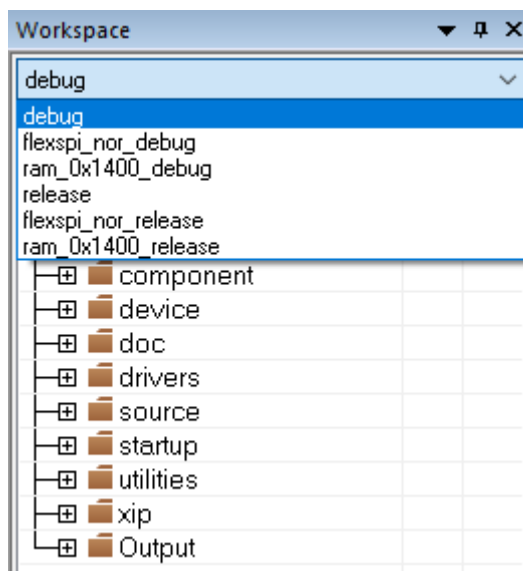 Workspace
debug
debug
flexspi_nor_debug
ram_0x1400_debug
release
flexspi_nor_release
ram_0x1400_release
component
device
doc
drivers
source
startup
utilities
xip
Output